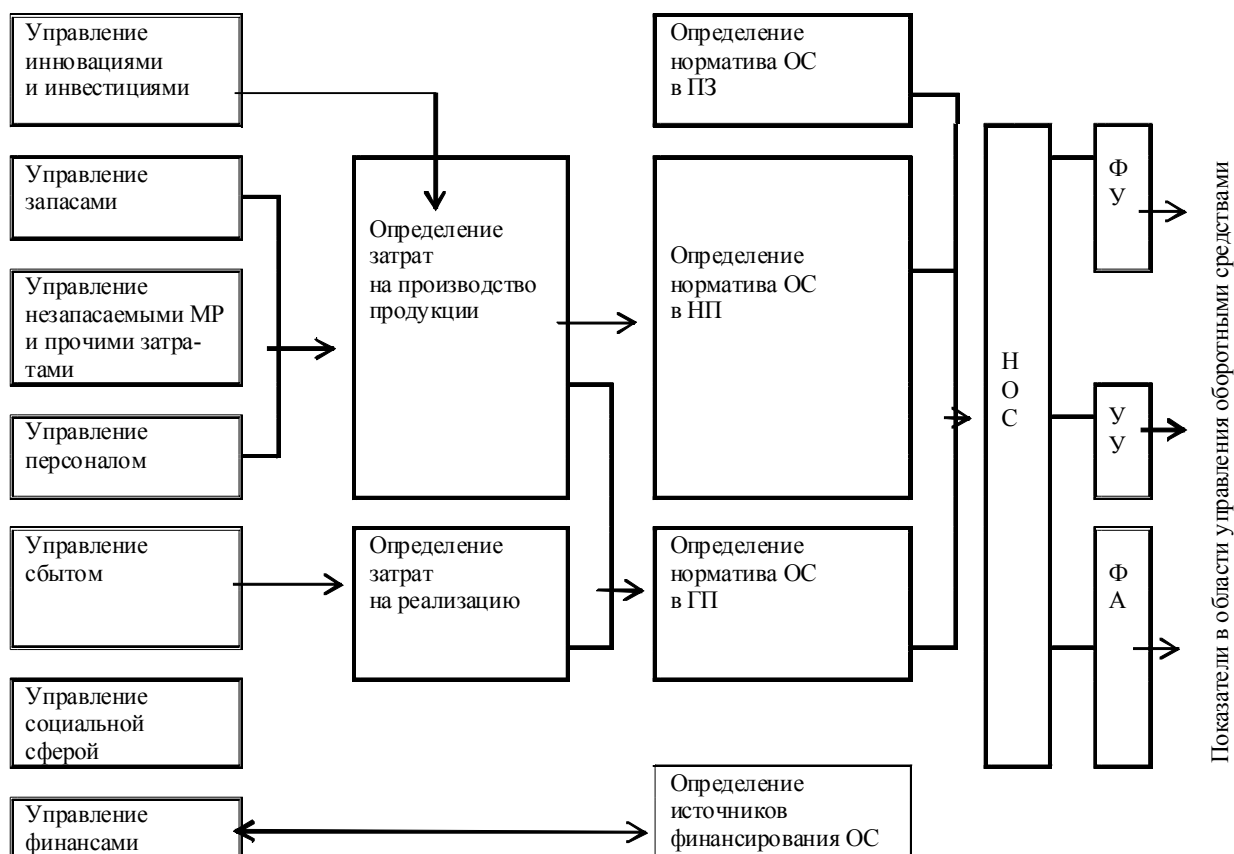 Управление
инновациями
и инвестициями
Управление
запасами
Управление
незапасаемыми МР
и прочими затра-
тами
Управление
персоналом
Управление
сбытом
Управление
социальной
сферой
Управление
финансами
Определение
затрат
на производство
продукции
Определение
затрат
на реализацию
Определение
норматива ОС
в ПЗ
Определение
норматива ОС
в НП
Определение
норматива ОС
в ГП
Определение
источников
финансирования ОС
Н
О
С
Ф
У
У
У
Ф
А
Показатели в области управления оборотными средствами